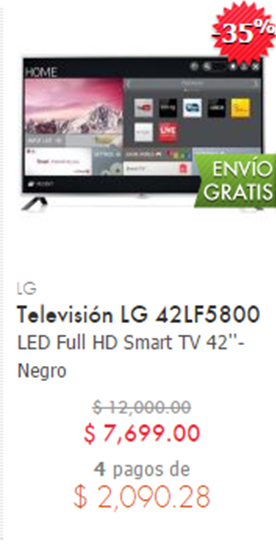 -35%
HOME
LIVE
ENVÍO
GRATIS
LG
Televisión LG 42LF5800
LED Full HD Smart TV 42''-
Negro
$ 12,000.00
$ 7,699.00
4 pagos de
$ 2,090.28